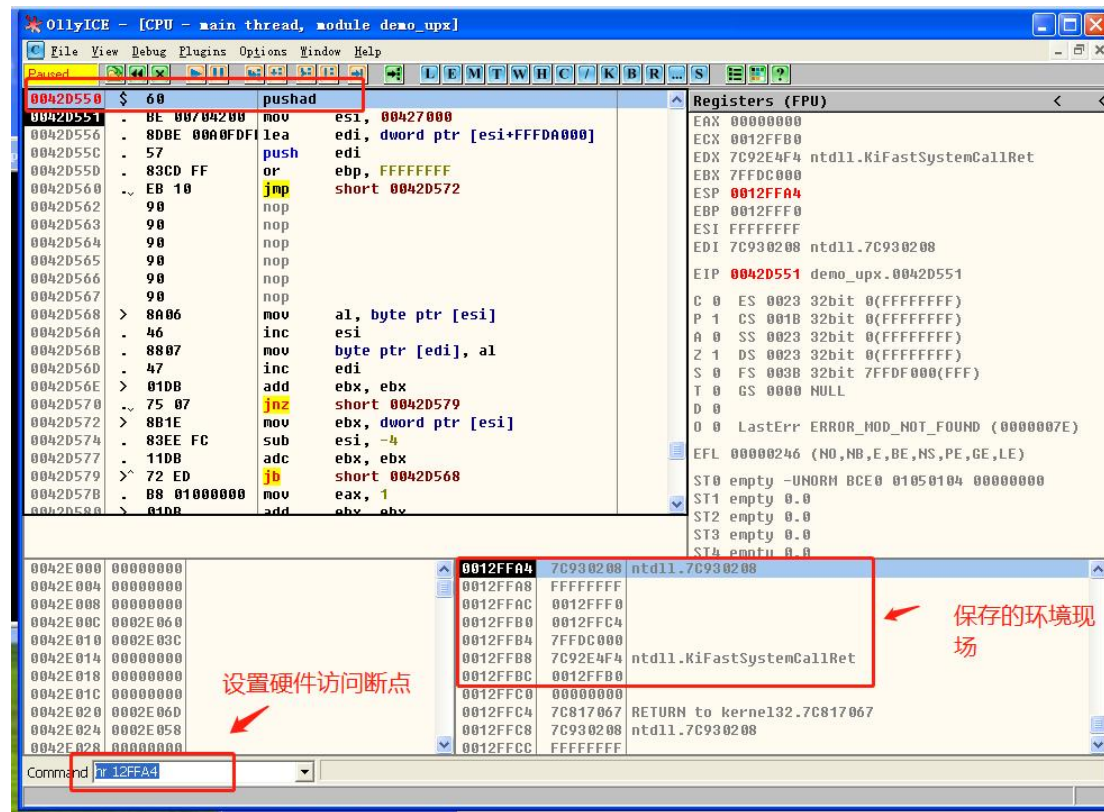 OllyICE - [CPU - main thread, module demo_upx]
File View Debug Plugins Options Window Help
Paused L E M T W H C / K B R ... S ?
0042D550 $ 60 pushad
0042D551 . BE 00704200 mov esi, 00427000
0042D556 . 8DBE 00A0FDFF lea edi, dword ptr [esi+FFFDA000]
0042D55C . 57 push edi
0042D55D . 83CD FF or ebp, FFFFFFFF
0042D560 .v EB 10 jmp short 0042D572
0042D562 90 nop
0042D563 90 nop
0042D564 90 nop
0042D565 90 nop
0042D566 90 nop
0042D567 90 nop
0042D568 > 8A06 mov al, byte ptr [esi]
0042D56A . 46 inc esi
0042D56B . 8807 mov byte ptr [edi], al
0042D56D . 47 inc edi
0042D56E > 01DB add ebx, ebx
0042D570 .v 75 07 jnz short 0042D579
0042D572 > 8B1E mov ebx, dword ptr [esi]
0042D574 . 83EE FC sub esi, -4
0042D577 . 11DB adc ebx, ebx
0042D579 >^ 72 ED jb short 0042D568
0042D57B . B8 01000000 mov eax, 1
0042D580 > 01DB add ebx, ebx
Registers (FPU) < <
EAX 00000000
ECX 0012FFB0
EDX 7C92E4F4 ntdll.KiFastSystemCallRet
EBX 7FFDC000
ESP 0012FFA4
EBP 0012FFF0
ESI FFFFFFFF
EDI 7C930208 ntdll.7C930208
EIP 0042D551 demo_upx.0042D551
C 0 ES 0023 32bit 0(FFFFFFFF)
P 1 CS 001B 32bit 0(FFFFFFFF)
A 0 SS 0023 32bit 0(FFFFFFFF)
Z 1 DS 0023 32bit 0(FFFFFFFF)
S 0 FS 003B 32bit 7FFDF000(FFF)
T 0 GS 0000 NULL
D 0
O 0 LastErr ERROR_MOD_NOT_FOUND (0000007E)
EFL 00000246 (NO,NB,E,BE,NS,PE,GE,LE)
ST0 empty -UNORM BCE0 01050104 00000000
ST1 empty 0.0
ST2 empty 0.0
ST3 empty 0.0
ST4 empty 0.0
0042E000 00000000
0042E004 00000000
0042E008 00000000
0042E00C 0002E060
0042E010 0002E03C
0042E014 00000000
0042E018 00000000
0042E01C 00000000
0042E020 0002E06D
0042E024 0002E058
0042E028 00000000
设置硬件访问断点
0012FFA4 7C930208 ntdll.7C930208
0012FFA8 FFFFFFFF
0012FFAC 0012FFF0
0012FFB0 0012FFC4
0012FFB4 7FFDC000
0012FFB8 7C92E4F4 ntdll.KiFastSystemCallRet
0012FFBC 0012FFB0
0012FFC0 00000000
0012FFC4 7C817067 RETURN to kernel32.7C817067
0012FFC8 7C930208 ntdll.7C930208
0012FFCC FFFFFFFF
保存的环境现
场
Command hr 12FFA4